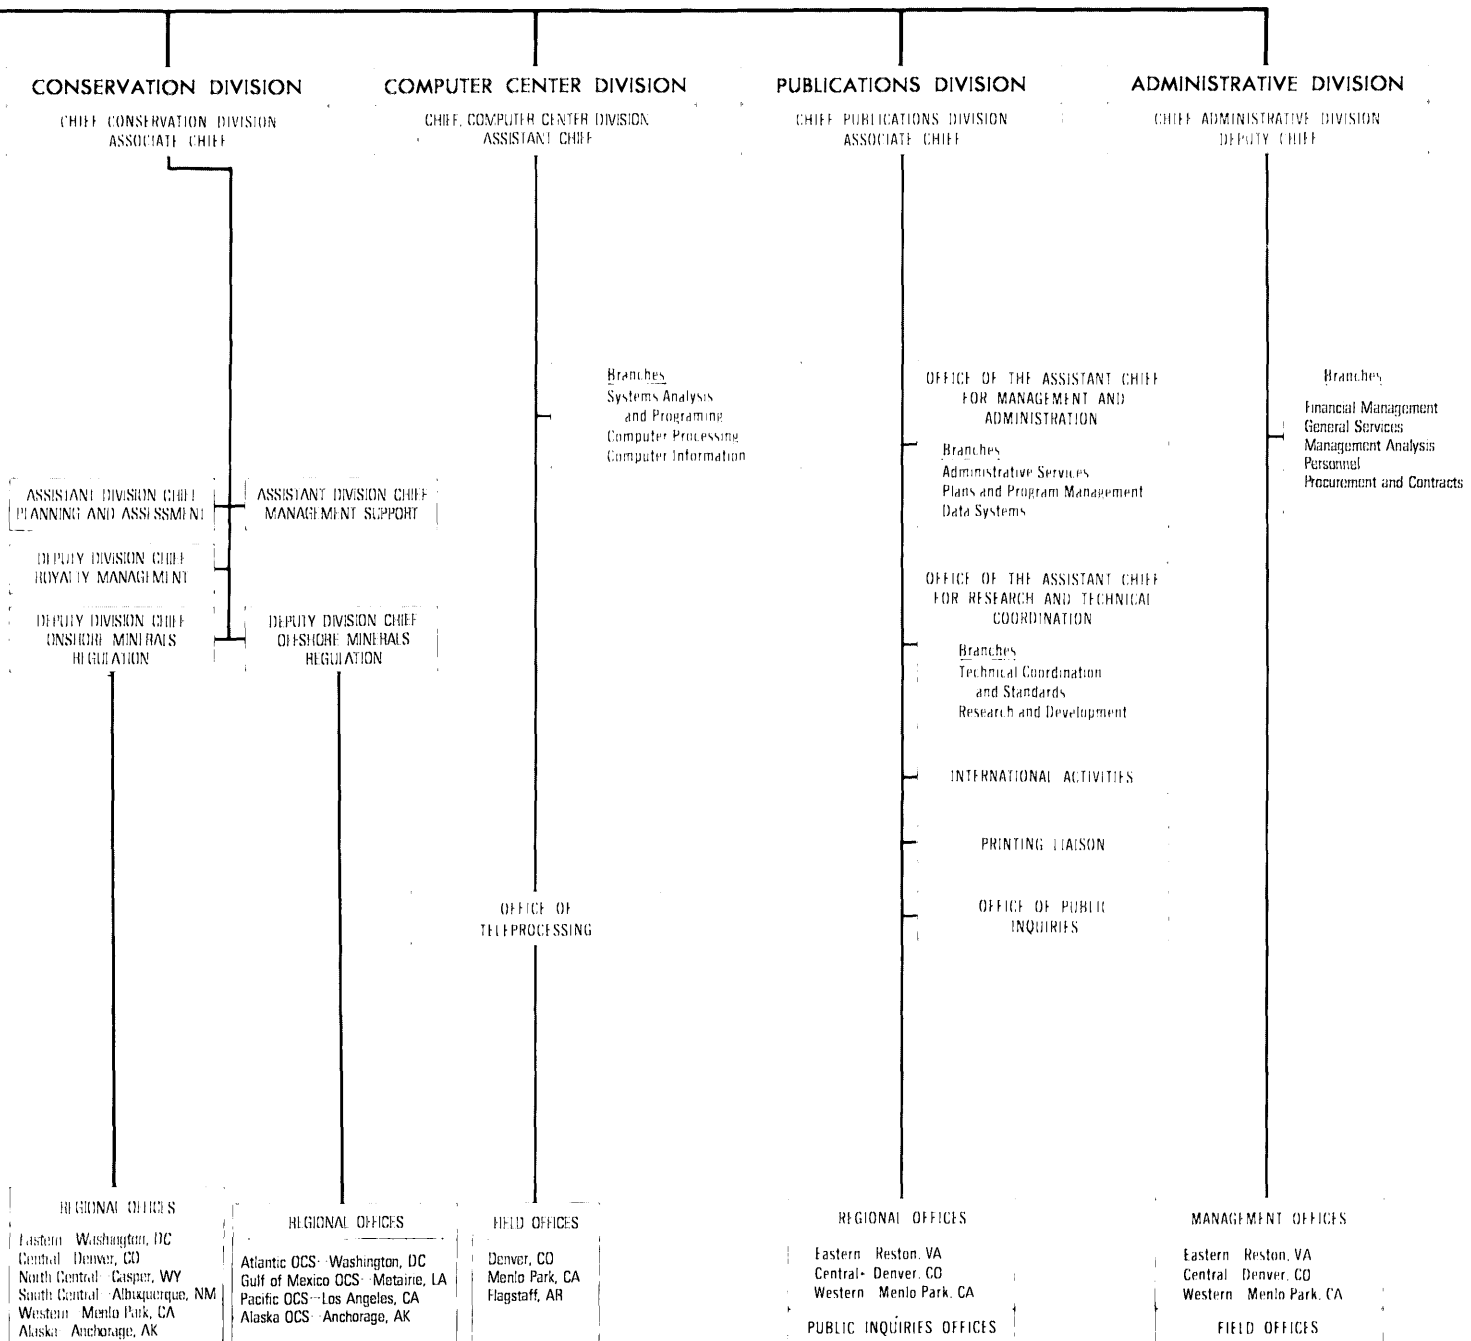 CONSERVATION DIVISION
CHIEF CONSERVATION DIVISION
ASSOCIATE CHIEF
ASSISTANT DIVISION CHIEF
PLANNING AND ASSESSMENT
ASSISTANT DIVISION CHIEF
MANAGEMENT SUPPORT
DEPUTY DIVISION CHIEF
ROYALTY MANAGEMENT
DEPUTY DIVISION CHIEF
ONSHORE MINERALS
REGULATION
DEPUTY DIVISION CHIEF
OFFSHORE MINERALS
REGULATION
REGIONAL OFFICES
Eastern Washington, DC
Central Denver, CO
North Central Casper, WY
South Central Albuquerque, NM
Western Menlo Park, CA
Alaska Anchorage, AK
REGIONAL OFFICES
Atlantic OCS--Washington, DC
Gulf of Mexico OCS--Metairie, LA
Pacific OCS--Los Angeles, CA
Alaska OCS--Anchorage, AK
COMPUTER CENTER DIVISION
CHIEF, COMPUTER CENTER DIVISION
ASSISTANT CHIEF
Branches
Systems Analysis
and Programing
Computer Processing
Computer Information
OFFICE OF
TELEPROCESSING
FIELD OFFICES
Denver, CO
Menlo Park, CA
Flagstaff, AR
PUBLICATIONS DIVISION
CHIEF PUBLICATIONS DIVISION
ASSOCIATE CHIEF
OFFICE OF THE ASSISTANT CHIEF
FOR MANAGEMENT AND
ADMINISTRATION
Branches
Administrative Services
Plans and Program Management
Data Systems
OFFICE OF THE ASSISTANT CHIEF
FOR RESEARCH AND TECHNICAL
COORDINATION
Branches
Technical Coordination
and Standards
Research and Development
INTERNATIONAL ACTIVITIES
PRINTING LIAISON
OFFICE OF PUBLIC
INQUIRIES
REGIONAL OFFICES
Eastern Reston, VA
Central- Denver, CO
Western Menlo Park, CA
PUBLIC INQUIRIES OFFICES
ADMINISTRATIVE DIVISION
CHIEF ADMINISTRATIVE DIVISION
DEPUTY CHIEF
Branches
Financial Management
General Services
Management Analysis
Personnel
Procurement and Contracts
MANAGEMENT OFFICES
Eastern Reston, VA
Central Denver, CO
Western Menlo Park, CA
FIELD OFFICES